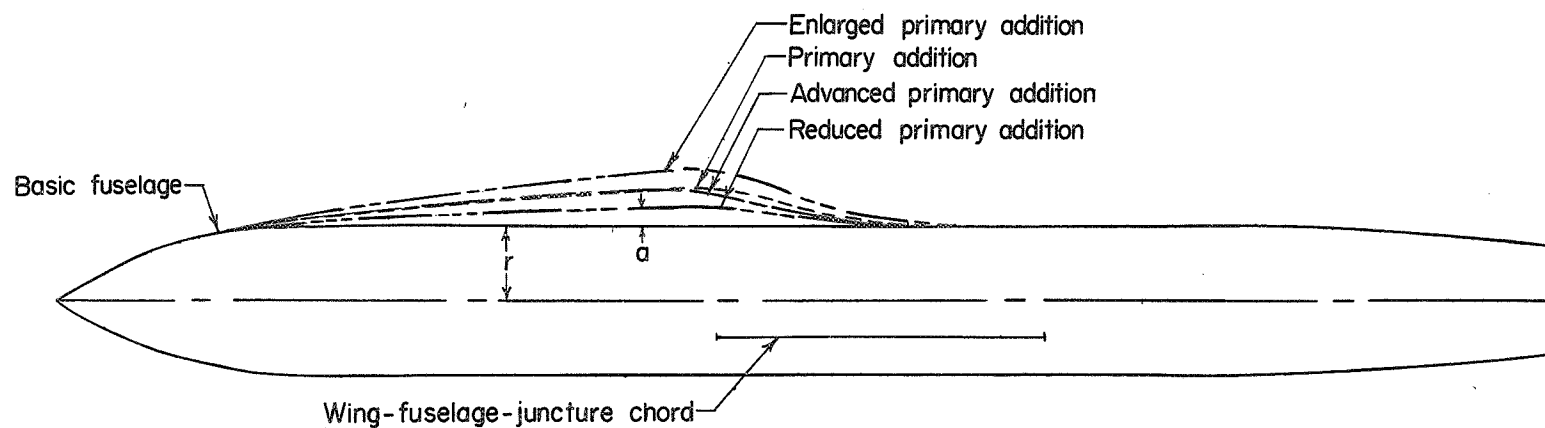 Enlarged primary addition
Primary addition
Advanced primary addition
Reduced primary addition
Basic fuselage
r
a
Wing-fuselage-juncture chord